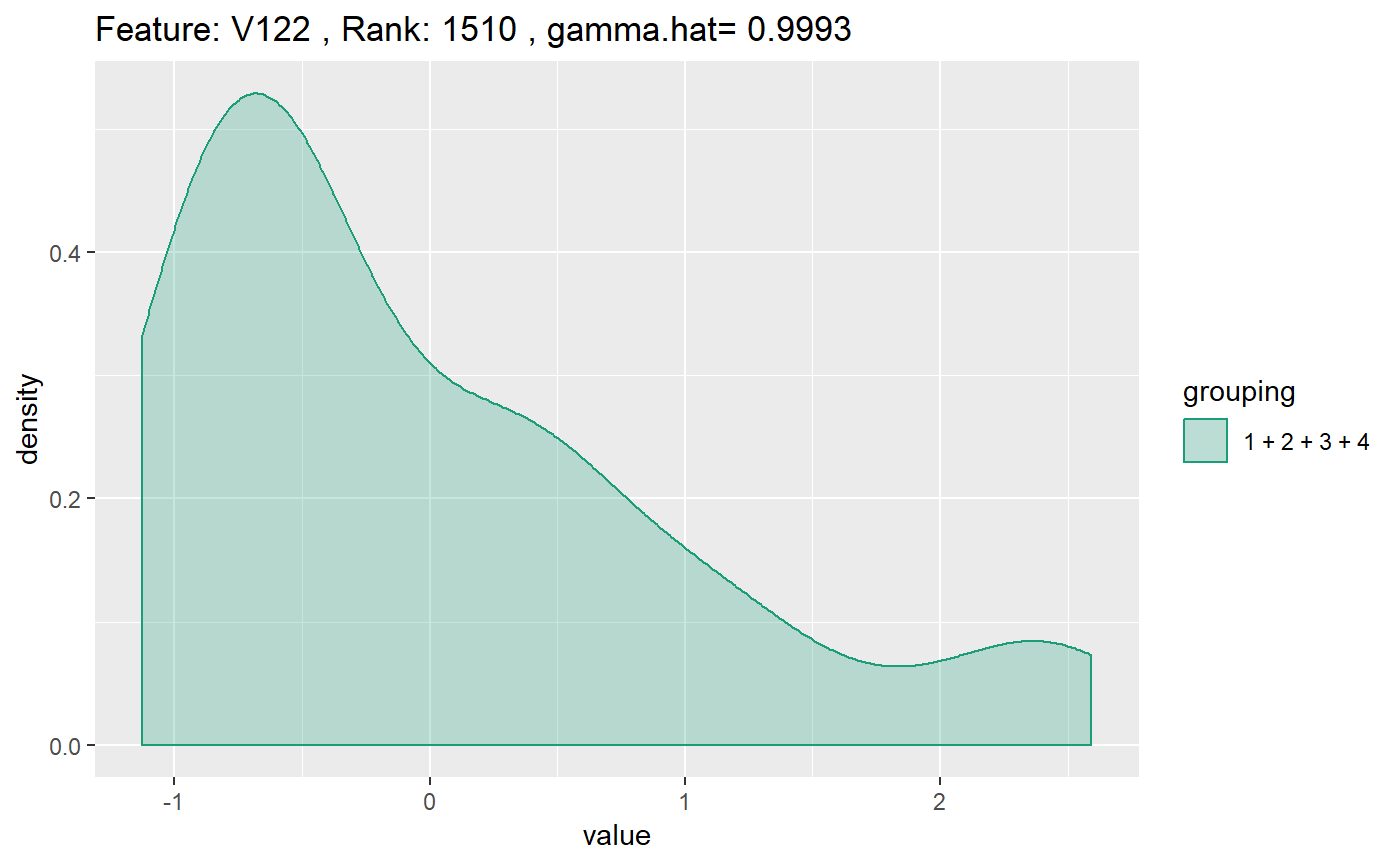 Feature: V122 , Rank: 1510 , gamma.hat= 0.9993
density
0.4
0.2
0.0
-1 0 1 2
value
grouping
1 + 2 + 3 + 4